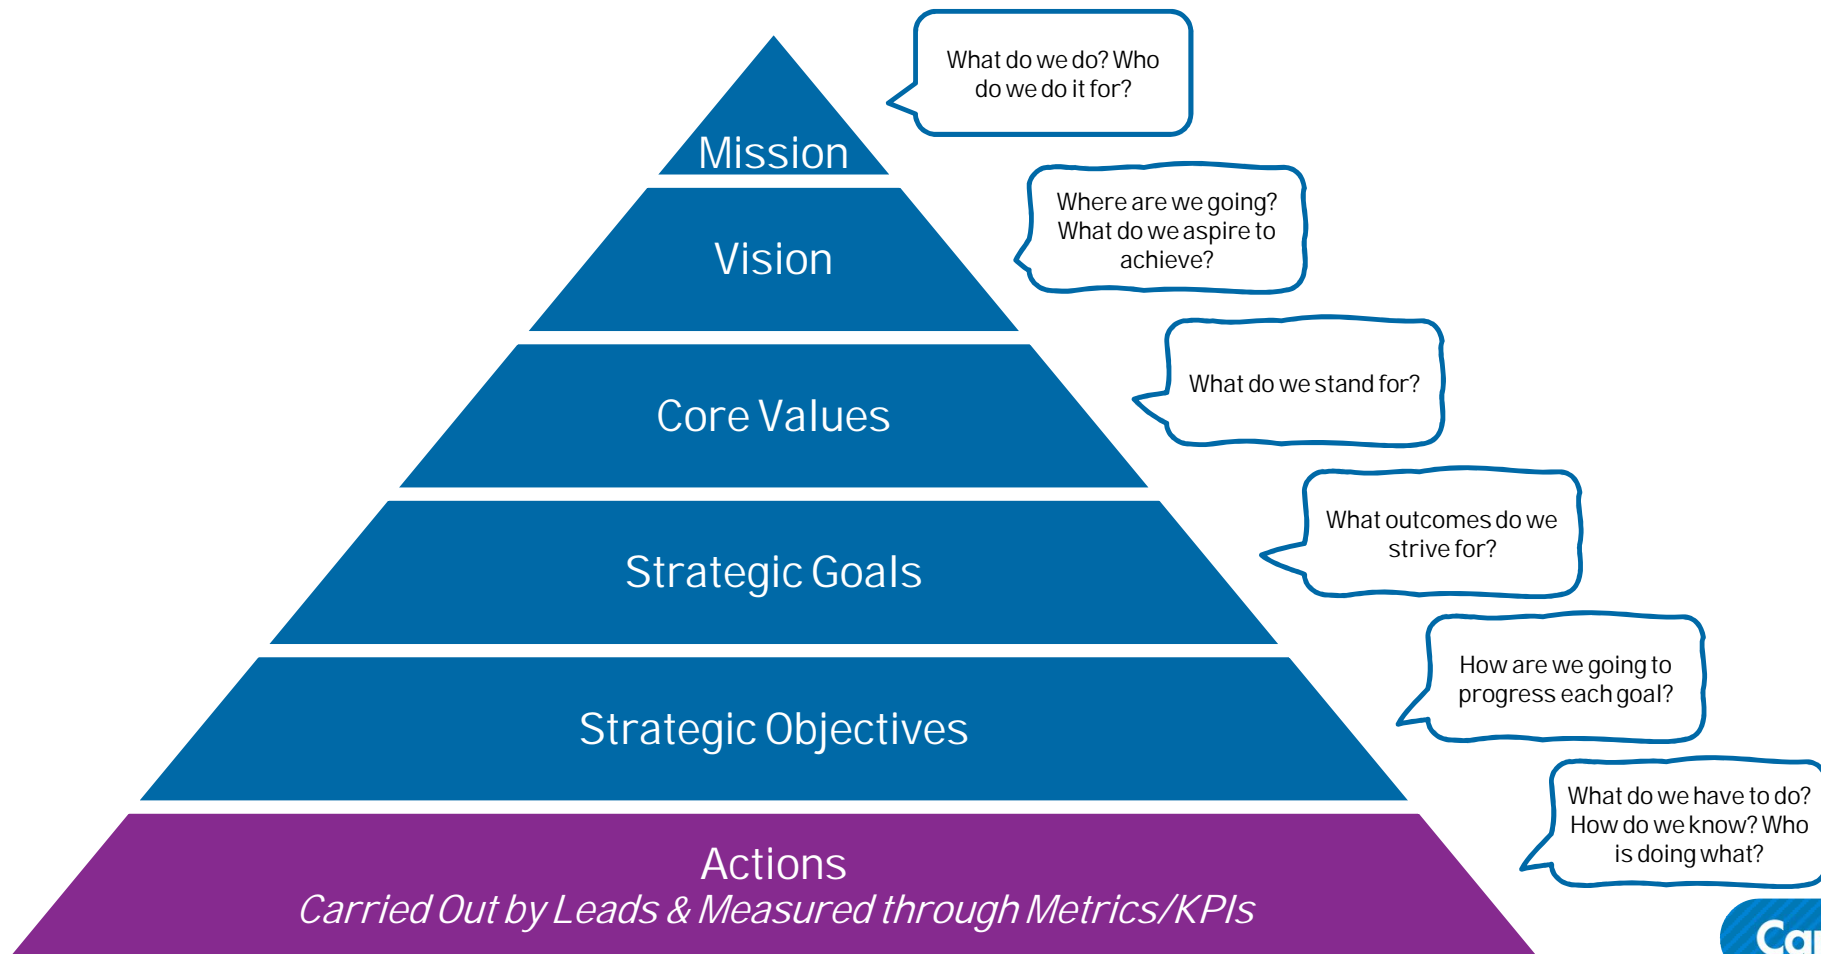 What do we do? Who
do we do it for?
Mission
Where are we going?
What do we aspire to
achieve?
Vision
What do we stand for?
Core Values
What outcomes do we
strive for?
Strategic Goals
How are we going to
progress each goal?
Strategic Objectives
What do we have to do?
How do we know? Who
is doing what?
Actions
Carried Out by Leads & Measured through Metrics/KPIs